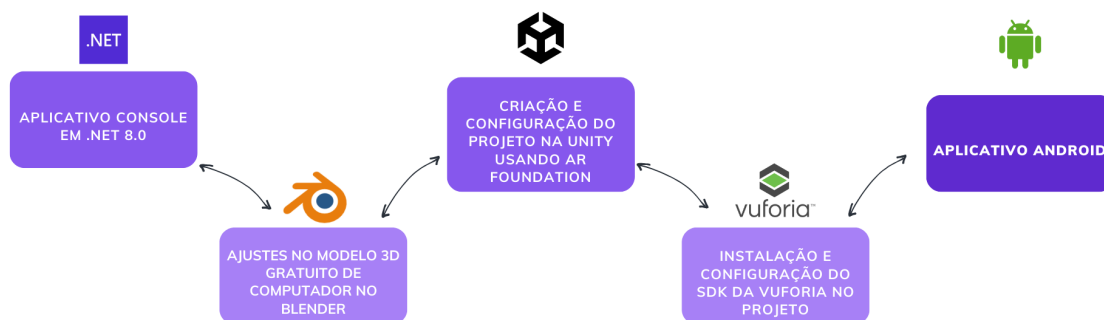 .NET
APLICATIVO CONSOLE
EM .NET 8.0
AJUSTES NO MODELO 3D
GRATUITO DE
COMPUTADOR NO
BLENDER
CRIAÇÃO E
CONFIGURAÇÃO DO
PROJETO NA UNITY
USANDO AR
FOUNDATION
vuforia™
INSTALAÇÃO E
CONFIGURAÇÃO DO
SDK DA VUFORIA NO
PROJETO
APLICATIVO ANDROID